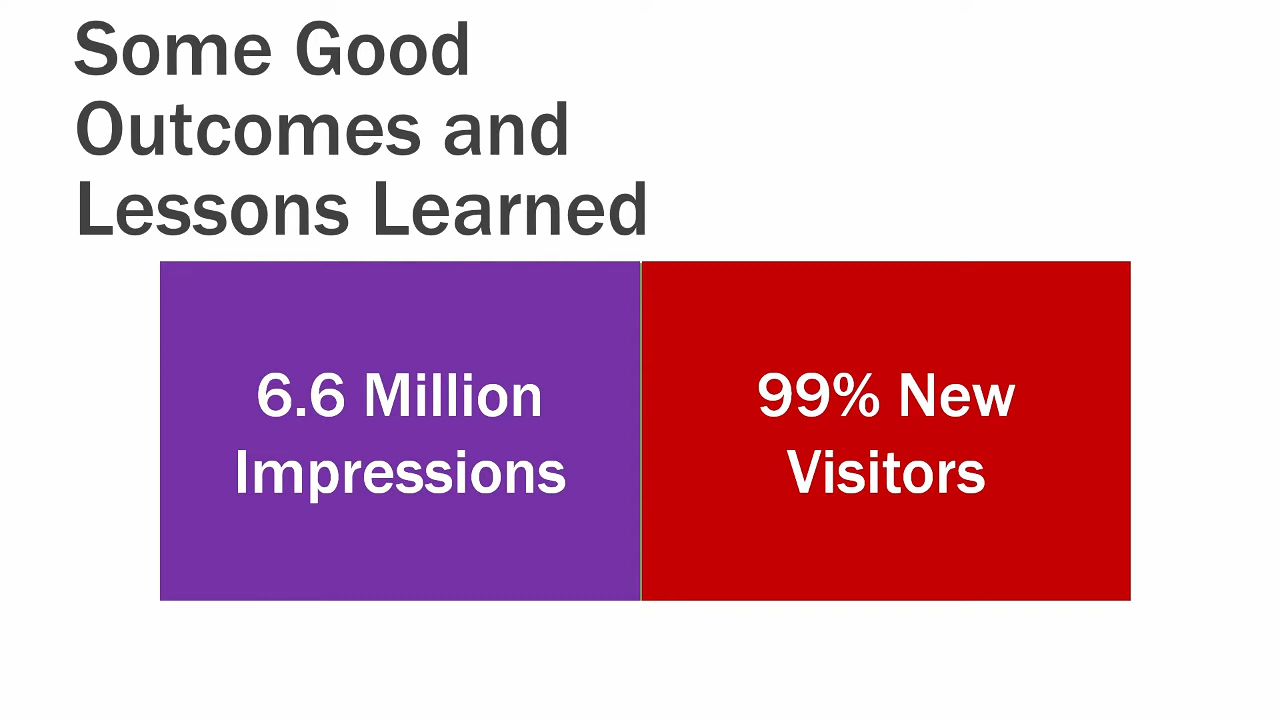 Some Good
Outcomes and
Lessons Learned
6.6 Million
Impressions
99% New
Visitors